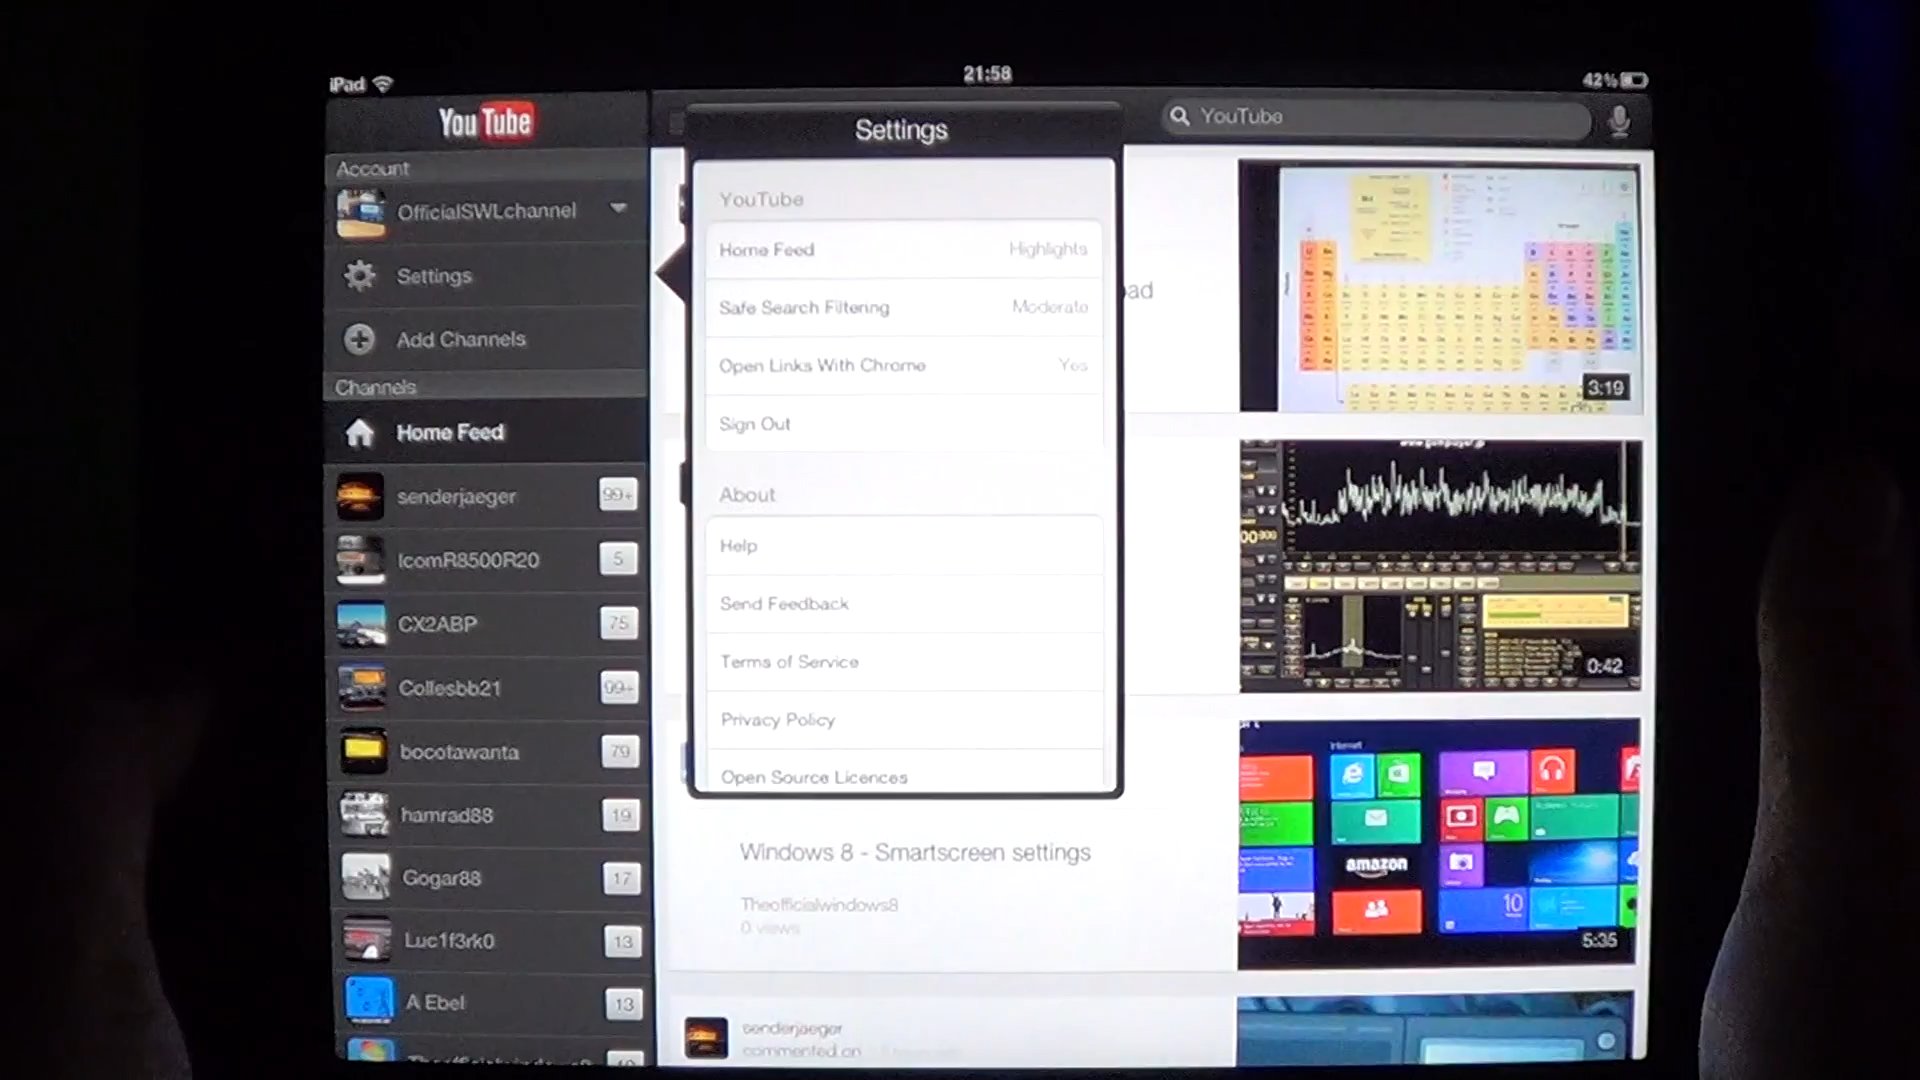 iPad
21:58
42%
YouTube
Account
OfficialSWLchannel
Settings
Add Channels
Channels
Home Feed
senderjaeger 99+
IcomR8500R20 5
CX2ABP 75
Collesbb21 99+
bocotawanta 79
hamrad88 19
Gogar88 17
Luc1f3rk0 13
A Ebel 13
Settings
YouTube
Home Feed Highlights
Safe Search Filtering Moderate
Open Links With Chrome Yes
Sign Out
About
Help
Send Feedback
Terms of Service
Privacy Policy
Open Source Licences
YouTube
3:19
0:42
Windows 8 - Smartscreen settings
Theofficialwindows8
0 views
Internet
amazon
10
5:35
senderjaeger
commented on